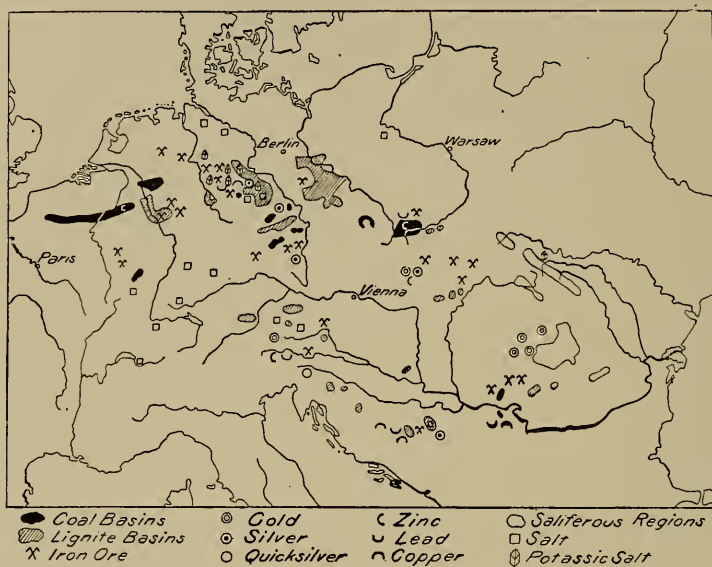 Berlin
Warsaw
Paris
Vienna
Coal Basins
Gold
Zinc
Saliferous Regions
Lignite Basins
Silver
Lead
Salt
Iron Ore
Quicksilver
Copper
Potassic Salt